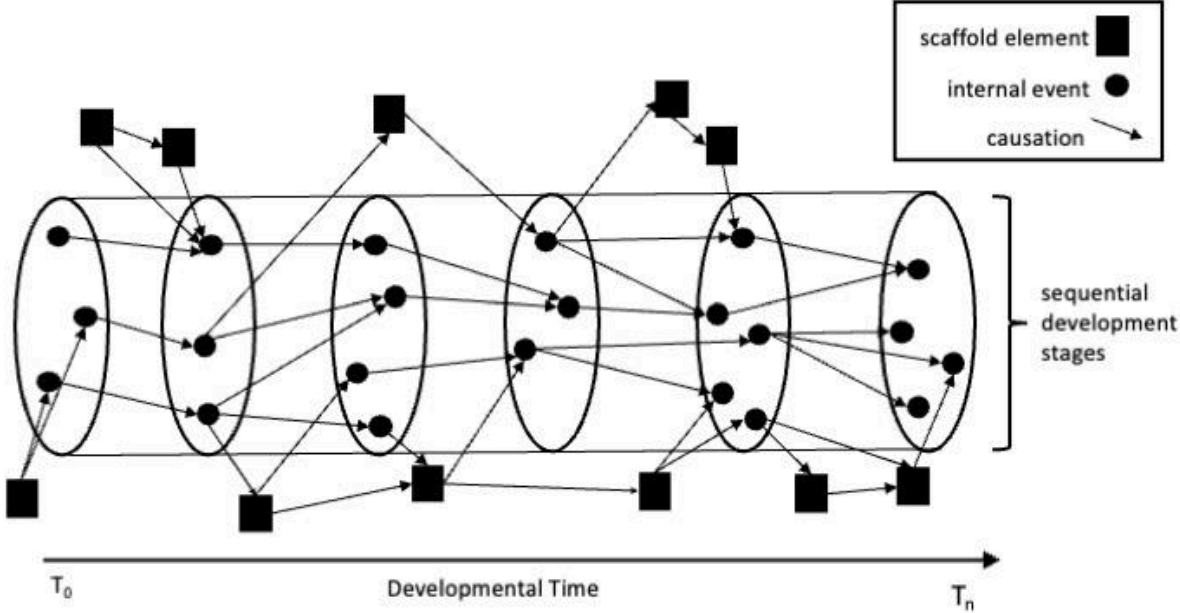 scaffold element
internal event
causation
sequential
development
stages
T0
Developmental Time
Tn